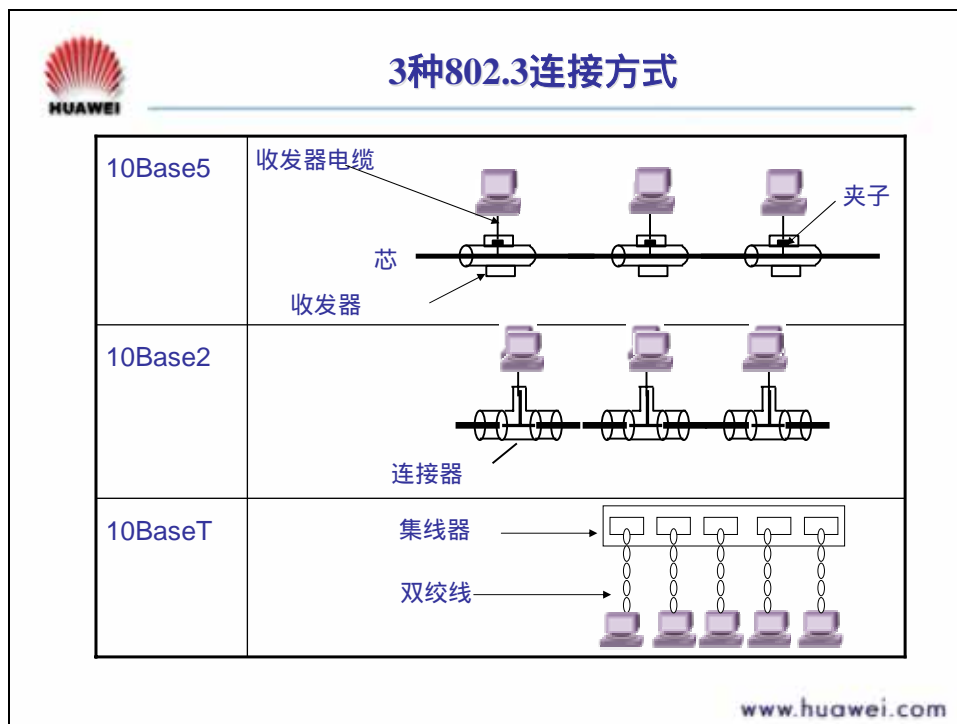 HUAWEI
3种802.3连接方式
10Base5
收发器电缆
夹子
芯
收发器
10Base2
连接器
10BaseT
集线器
双绞线
www.huawei.com